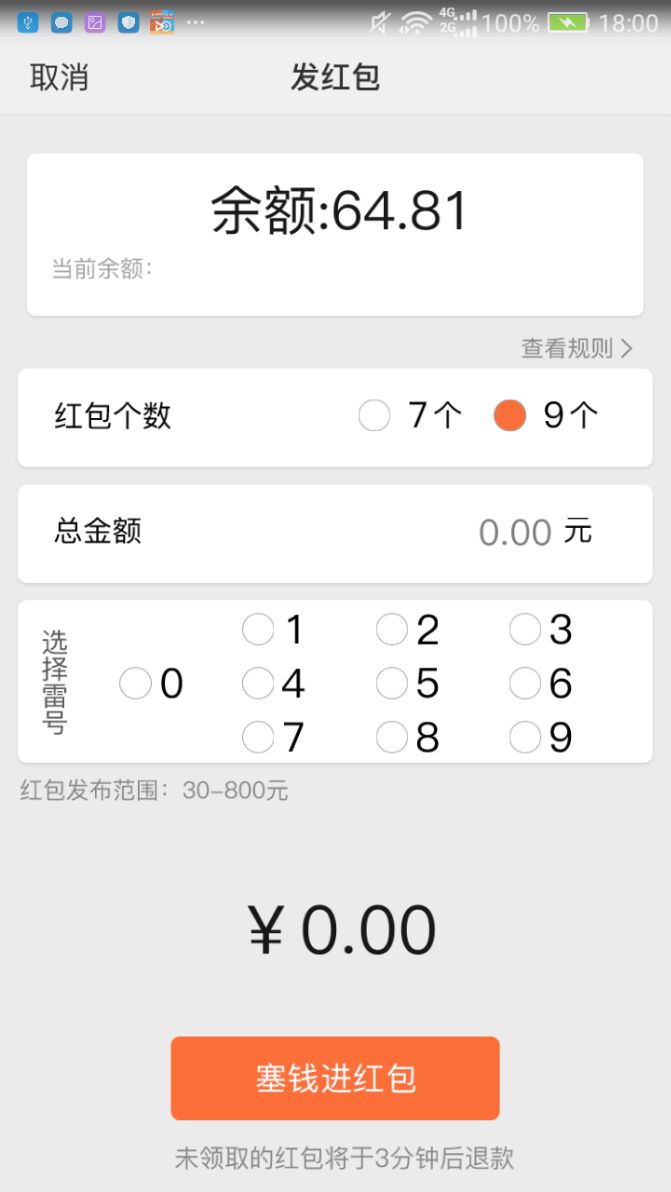 4G 2G 100% 18:00
取消 发红包
余额:64.81
当前余额:
查看规则
红包个数 7个 9个
总金额 0.00 元
选择雷号
0 1 2 3
4 5 6
7 8 9
红包发布范围：30-800元
¥0.00
塞钱进红包
未领取的红包将于3分钟后退款